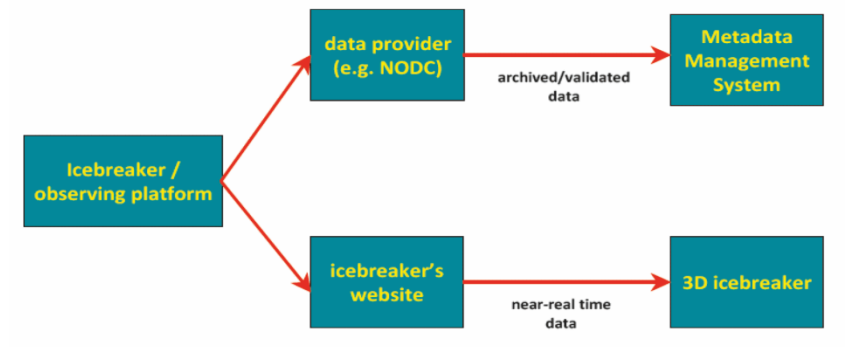 data provider
(e.g. NODC)
archived/validated
data
Metadata
Management
System
Icebreaker /
observing platform
icebreaker's
website
near-real time
data
3D icebreaker